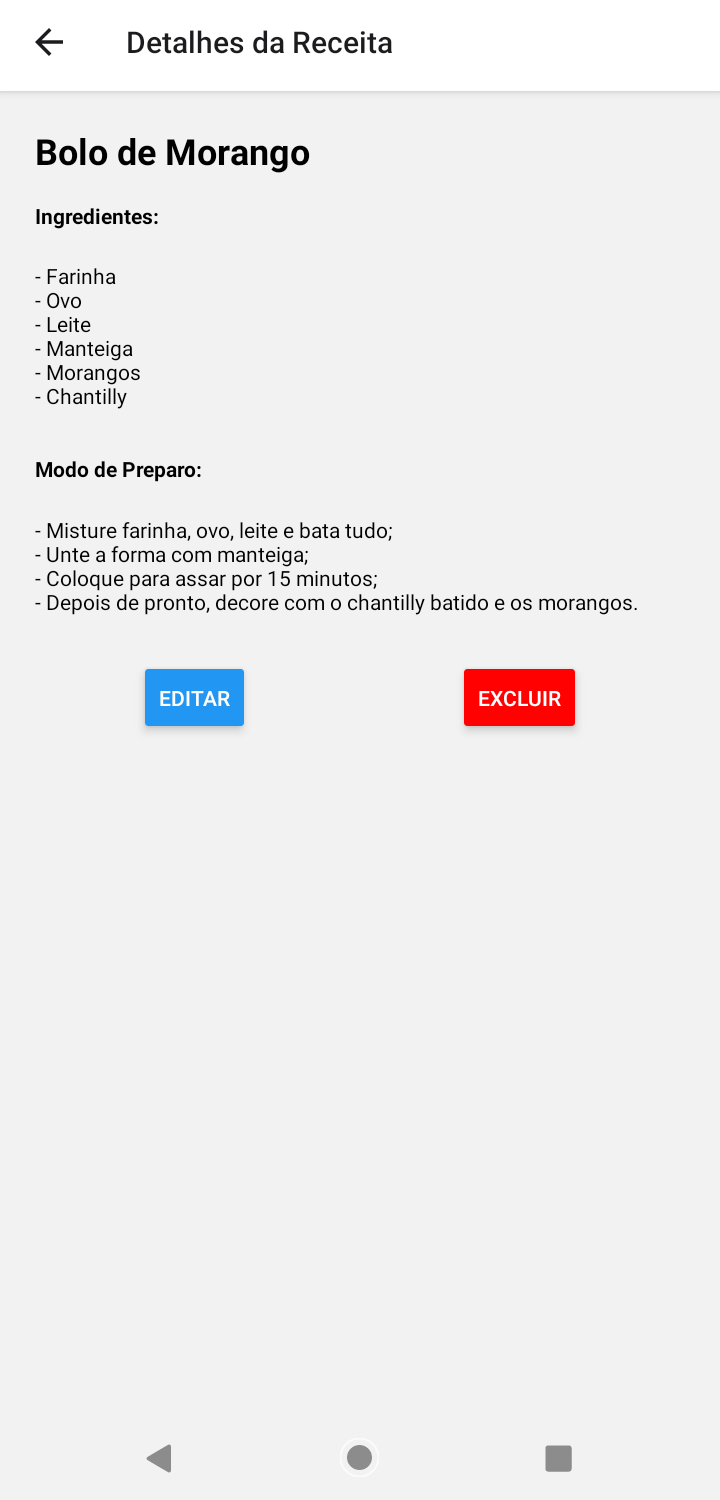 Detalhes da Receita
Bolo de Morango
Ingredientes:
- Farinha
- Ovo
- Leite
- Manteiga
- Morangos
- Chantilly
Modo de Preparo:
- Misture farinha, ovo, leite e bata tudo;
- Unte a forma com manteiga;
- Coloque para assar por 15 minutos;
- Depois de pronto, decore com o chantilly batido e os morangos.
EDITAR
EXCLUIR